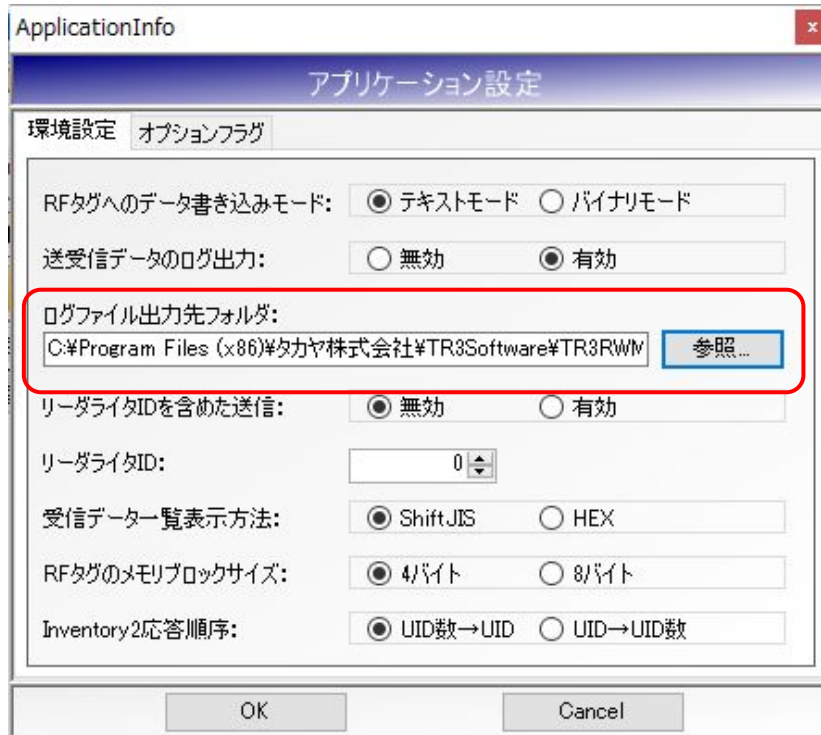 ApplicationInfo
アプリケーション設定
環境設定 オプションフラグ
RFタグへのデータ書き込みモード: テキストモード バイナリモード
送受信データのログ出力: 無効 有効
ログファイル出力先フォルダ:
C:¥Program Files (x86)¥タカヤ株式会社¥TR3Software¥TR3RWM 参照...
リーダライタIDを含めた送信: 無効 有効
リーダライタID: 0
受信データ一覧表示方法: ShiftJIS HEX
RFタグのメモリブロックサイズ: 4バイト 8バイト
Inventory2応答順序: UID数→UID UID→UID数
OK Cancel